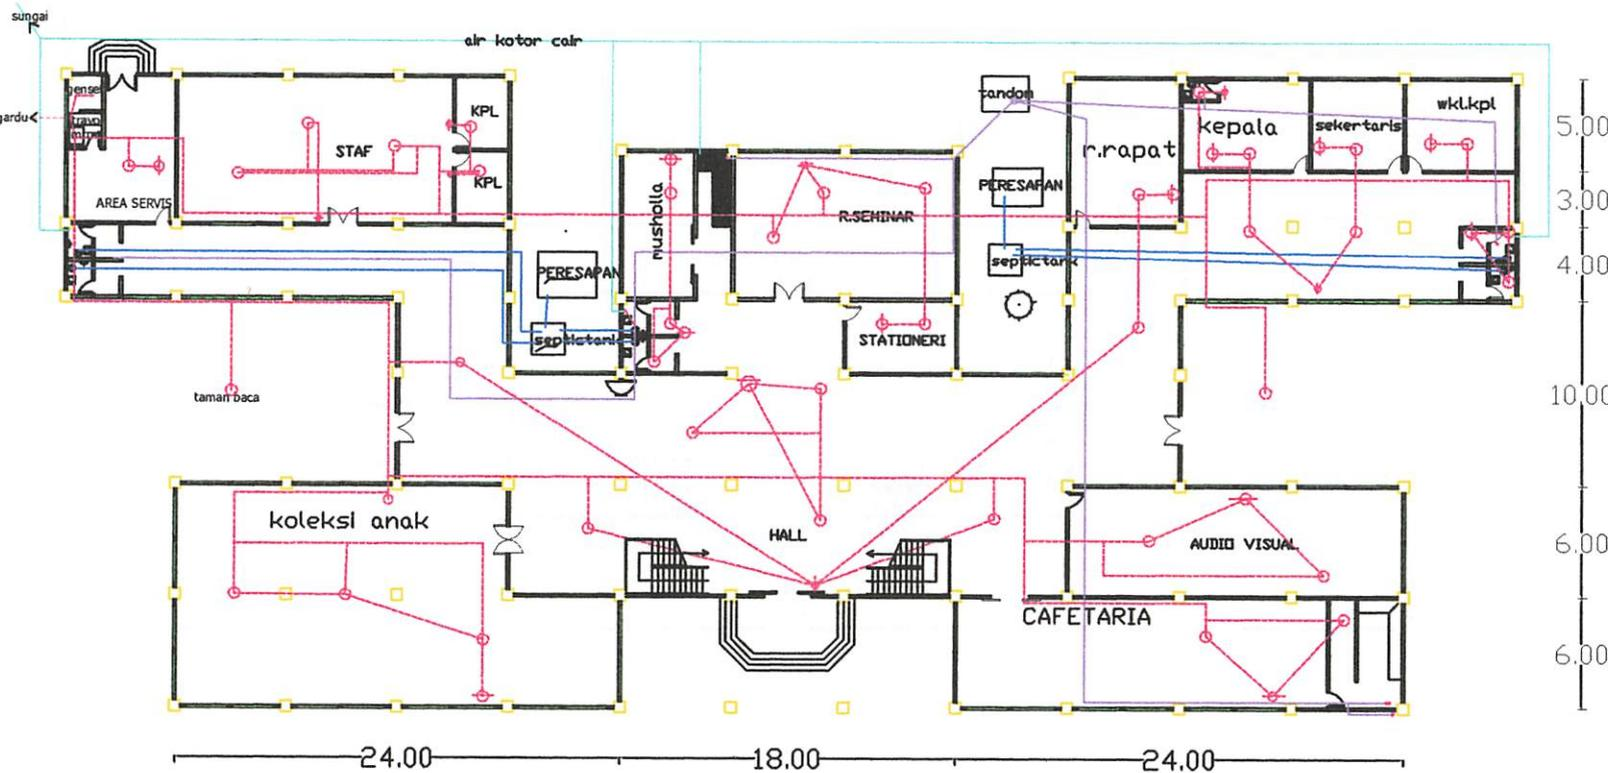 sungai
air kotor cair
genset
gardu
travo
STAF
KPL
KPL
AREA SERVIS
musholla
R.SEMINAR
tandon
PERESAPAN
septictank
r.rapat
kepala
sekertaris
wkl.kpl
5.00
3.00
4.00
PERESAPAN
septictank
STATIONERI
taman baca
10.00
koleksi anak
HALL
AUDIO VISUAL
6.00
CAFETARIA
6.00
24.00
18.00
24.00